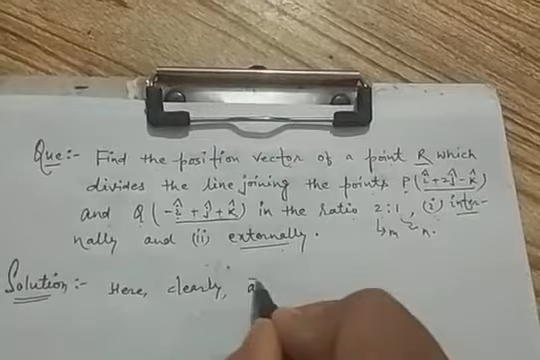 Que:- Find the position vector of a point R which
divides the line joining the points P(î+2ĵ-k̂)
and Q(-î+ĵ+k̂) in the ratio 2:1, (i) inter-
nally and (ii) externally.
↳m ↳n.
Solution:- Here, clearly, a